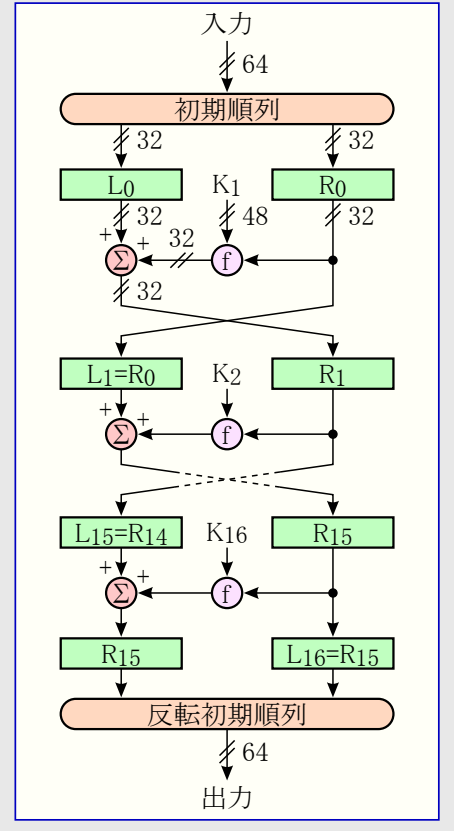 入力
64
初期順列
32 32
L0 K1 R0
32 48 32
+ + 32
Σ f
32
L1=R0 K2 R1
+ +
Σ f
L15=R14 K16 R15
+ +
Σ f
R15 L16=R15
反転初期順列
64
出力